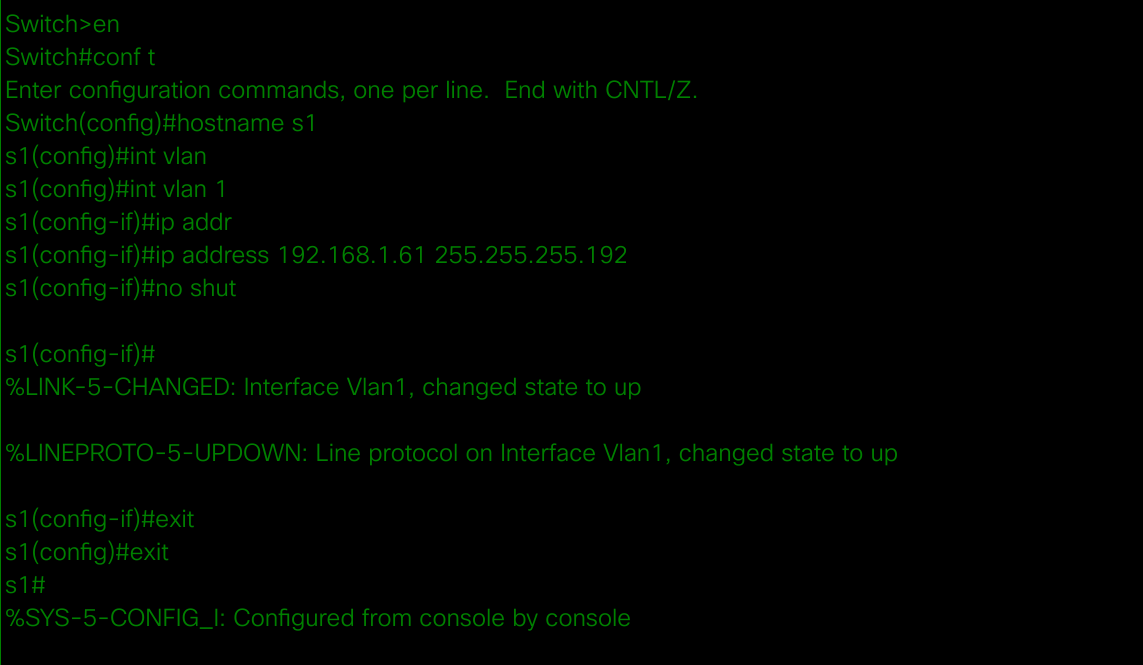 Switch>en
Switch#conf t
Enter configuration commands, one per line.  End with CNTL/Z.
Switch(config)#hostname s1
s1(config)#int vlan
s1(config)#int vlan 1
s1(config-if)#ip addr
s1(config-if)#ip address 192.168.1.61 255.255.255.192
s1(config-if)#no shut
s1(config-if)#
%LINK-5-CHANGED: Interface Vlan1, changed state to up
%LINEPROTO-5-UPDOWN: Line protocol on Interface Vlan1, changed state to up
s1(config-if)#exit
s1(config)#exit
s1#
%SYS-5-CONFIG_I: Configured from console by console